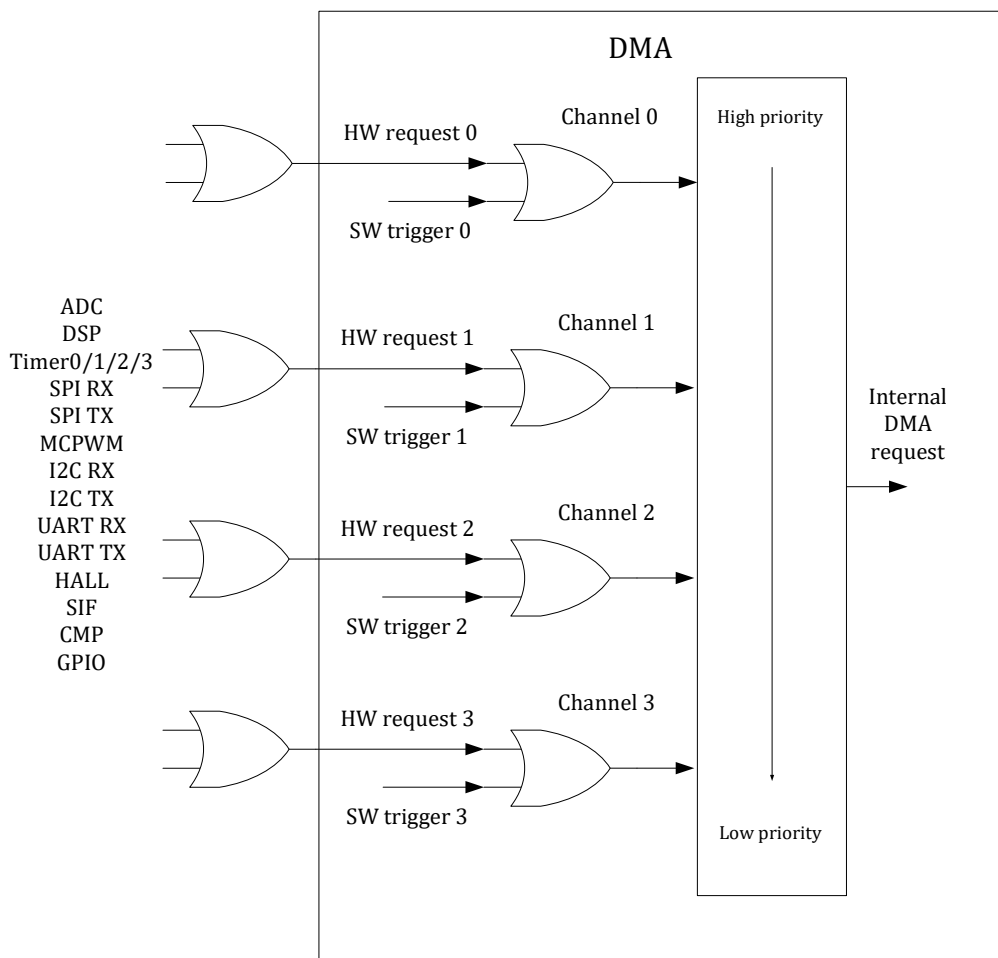 DMA
High priority
Channel 0
HW request 0
SW trigger 0
ADC
DSP
Timer0/1/2/3
SPI RX
SPI TX
MCPWM
I2C RX
I2C TX
UART RX
UART TX
HALL
SIF
CMP
GPIO
Channel 1
HW request 1
SW trigger 1
Internal
DMA
request
Channel 2
HW request 2
SW trigger 2
Channel 3
HW request 3
SW trigger 3
Low priority